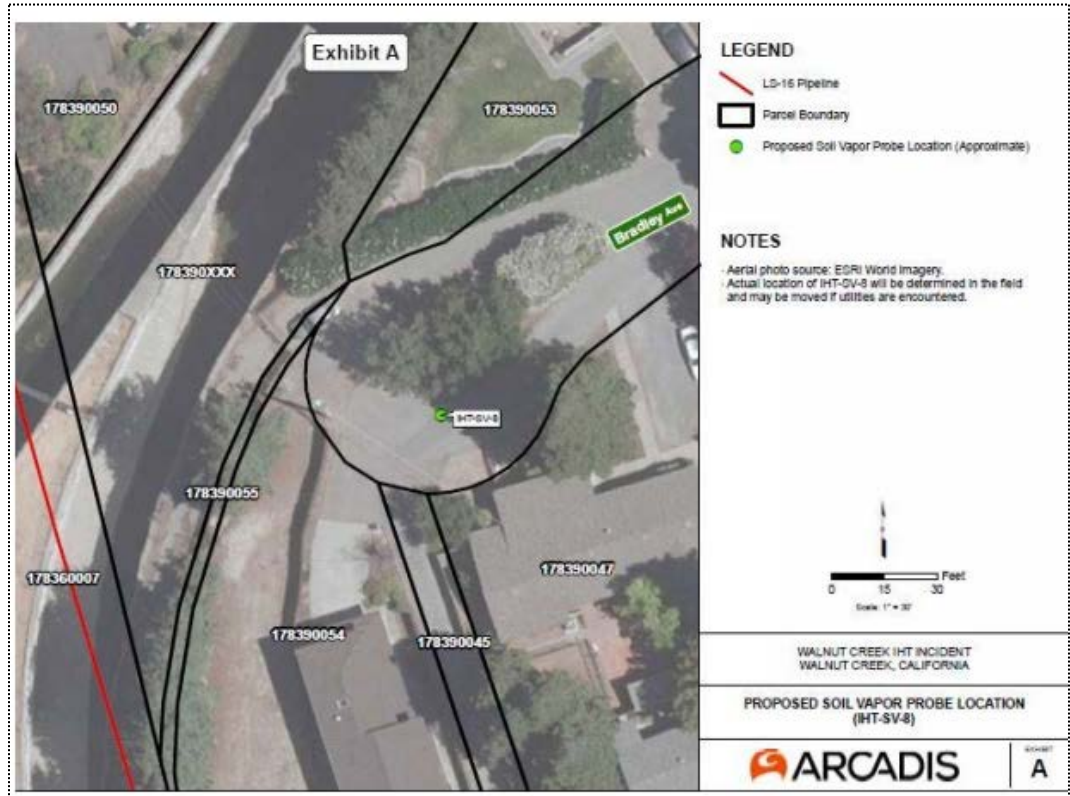 Exhibit A
178390050
178390053
Bradley Ave
178390XXX
IHT-SV-8
178390055
178360007
178390047
178390054
178390045
LEGEND
LS-16 Pipeline
Parcel Boundary
Proposed Soil Vapor Probe Location (Approximate)
NOTES
- Aerial photo source: ESRI World Imagery.
- Actual location of IHT-SV-8 will be determined in the field
and may be moved if utilities are encountered.
Feet
0 15 30
Scale: 1" = 30'
WALNUT CREEK IHT INCIDENT
WALNUT CREEK, CALIFORNIA
PROPOSED SOIL VAPOR PROBE LOCATION
(IHT-SV-8)
ARCADIS
EXHIBIT
A